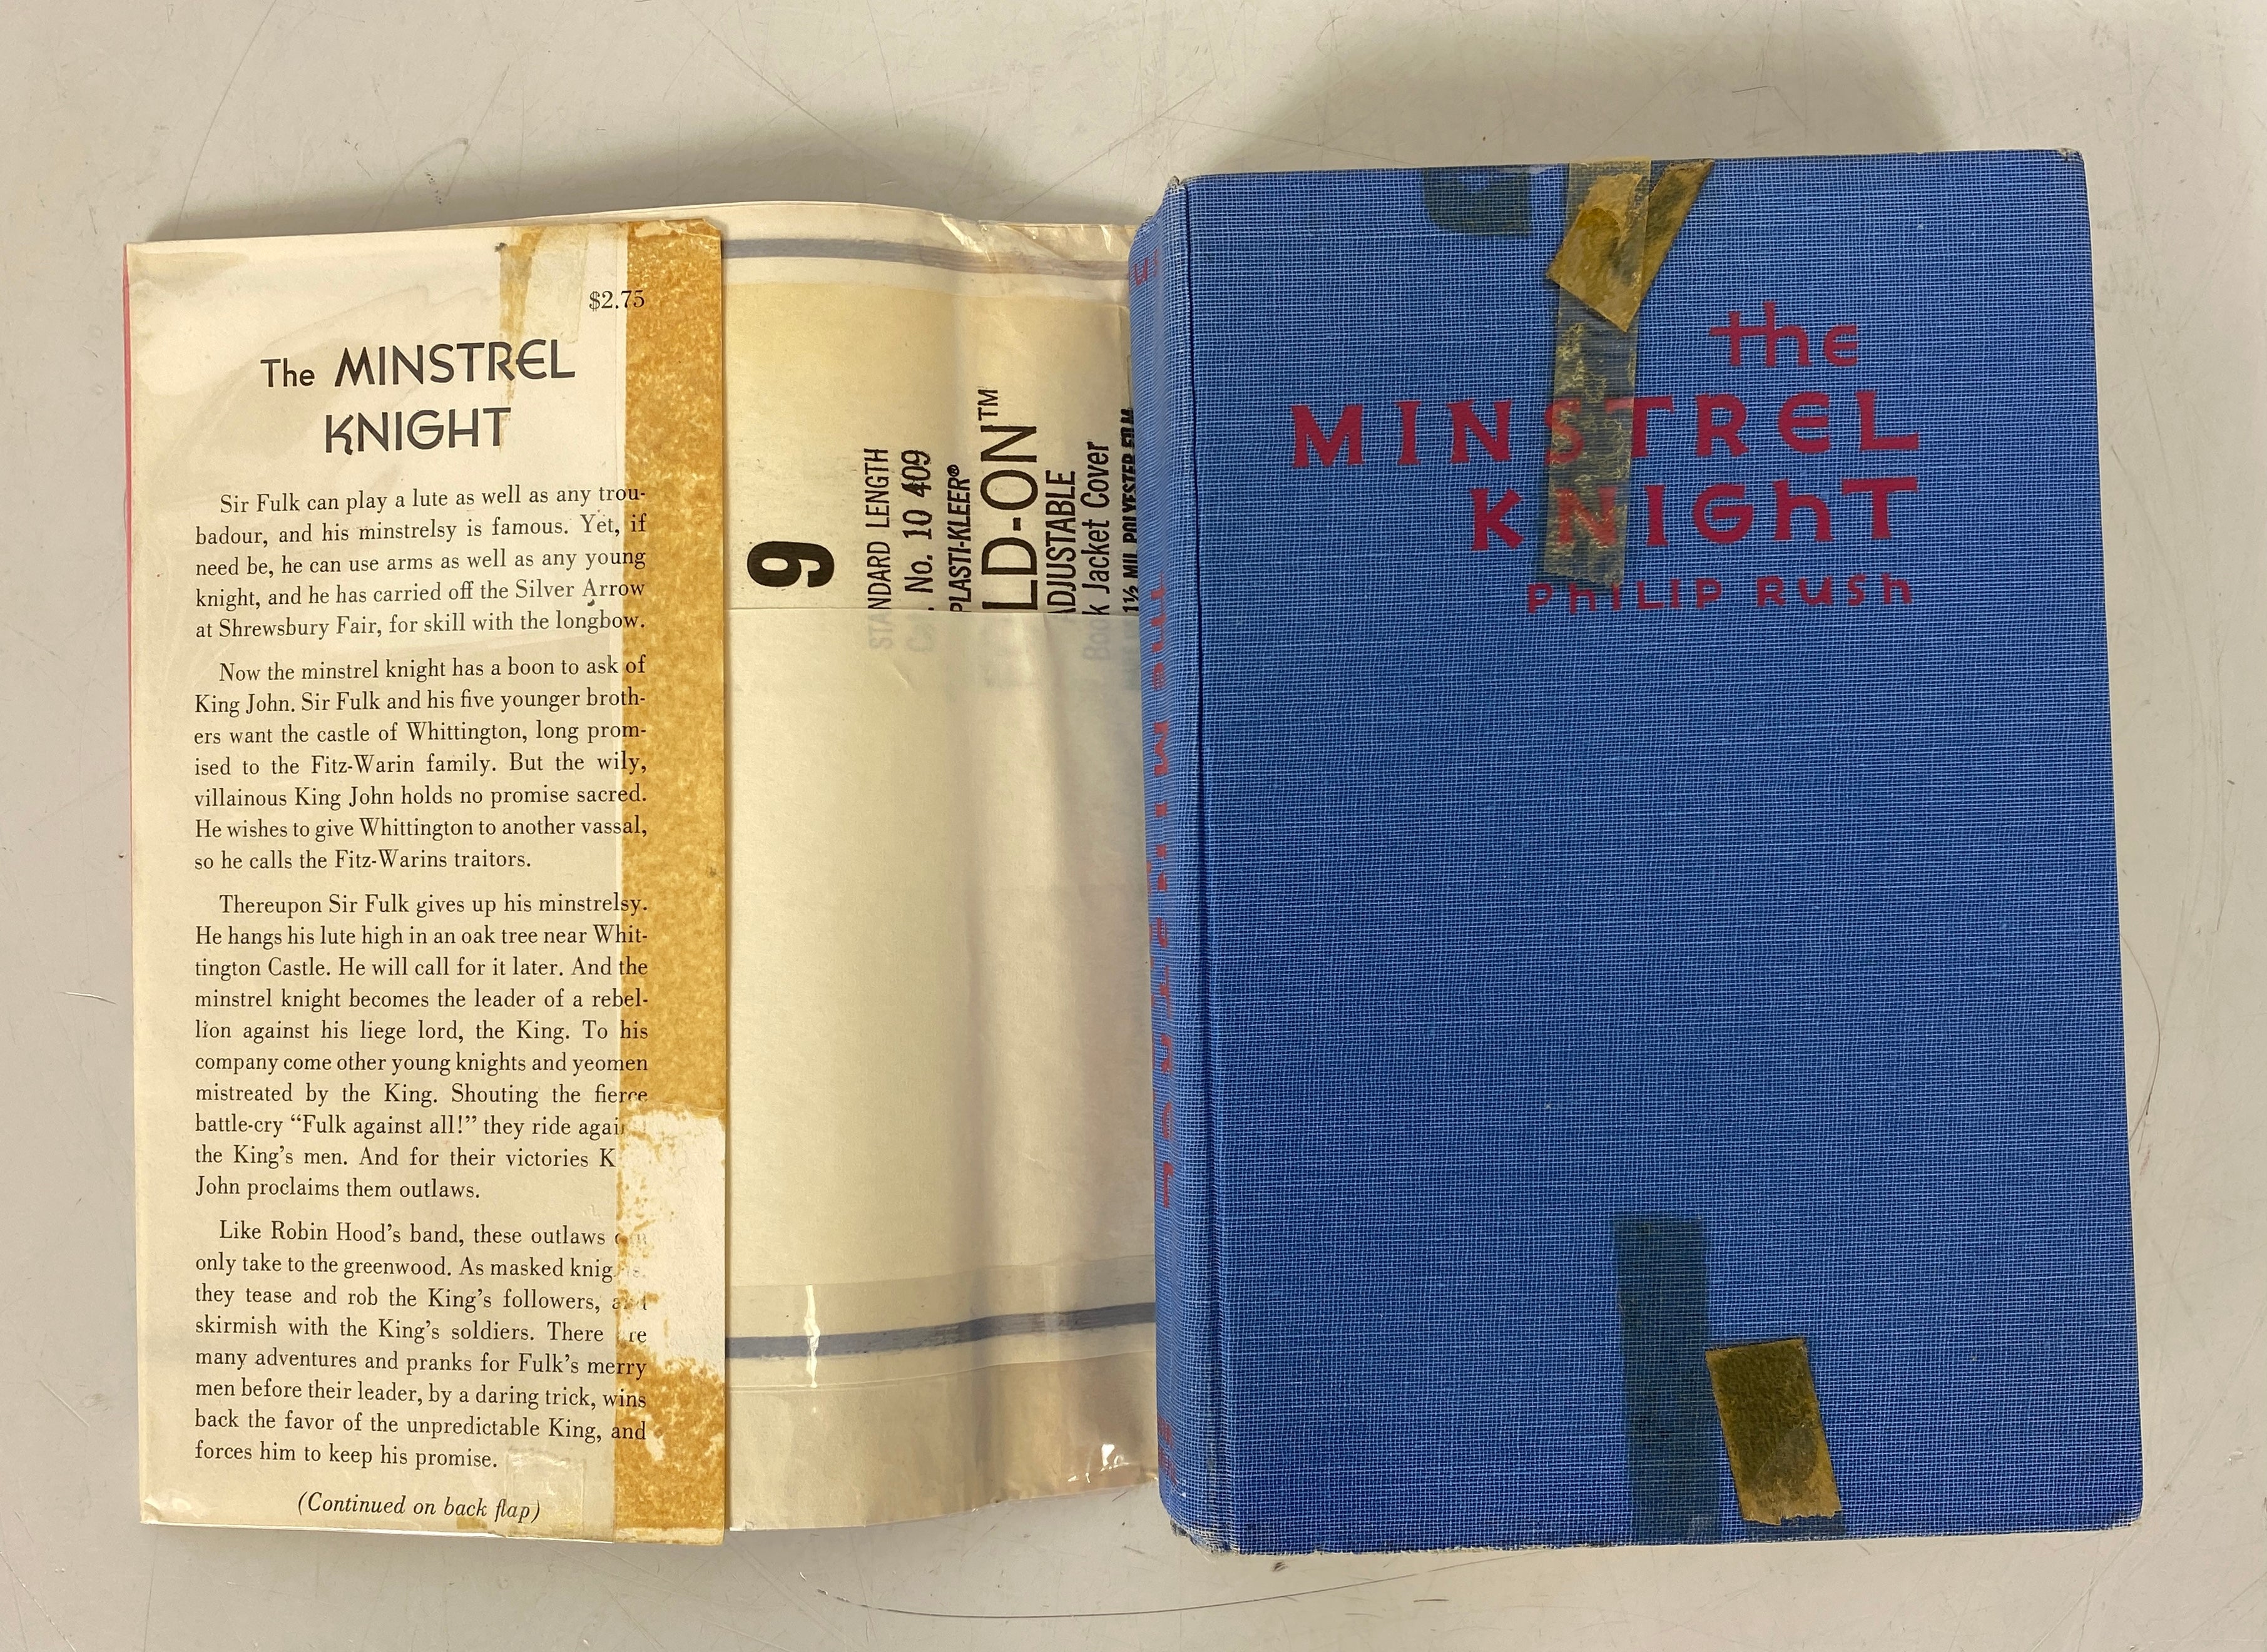 $2.75
The MINSTREL
KNIGHT
Sir Fulk can play a lute as well as any trou-
badour, and his minstrelsy is famous. Yet, if
need be, he can use arms as well as any young
knight, and he has carried off the Silver Arrow
at Shrewsbury Fair, for skill with the longbow.
Now the minstrel knight has a boon to ask of
King John. Sir Fulk and his five younger broth-
ers want the castle of Whittington, long prom-
ised to the Fitz-Warin family. But the wily,
villainous King John holds no promise sacred.
He wishes to give Whittington to another vassal,
so he calls the Fitz-Warins traitors.
Thereupon Sir Fulk gives up his minstrelsy.
He hangs his lute high in an oak tree near Whit-
tington Castle. He will call for it later. And the
minstrel knight becomes the leader of a rebel-
lion against his liege lord, the King. To his
company come other young knights and yeomen
mistreated by the King. Shouting the fierce
battle-cry “Fulk against all!” they ride agai
the King's men. And for their victories K
John proclaims them outlaws.
Like Robin Hood's band, these outlaws
only take to the greenwood. As masked knig
they tease and rob the King's followers,
skirmish with the King's soldiers. There re
many adventures and pranks for Fulk's merry
men before their leader, by a daring trick, wins
back the favor of the unpredictable King, and
forces him to keep his promise.
(Continued on back flap)
9
STANDARD LENGTH
No. 10 409
PLASTI-KLEER®
LD-ON™
ADJUSTABLE
k Jacket Cover
1½ MIL POLYESTER FILM
the
MINSTREL
KNIGHT
PHILIP RUSH